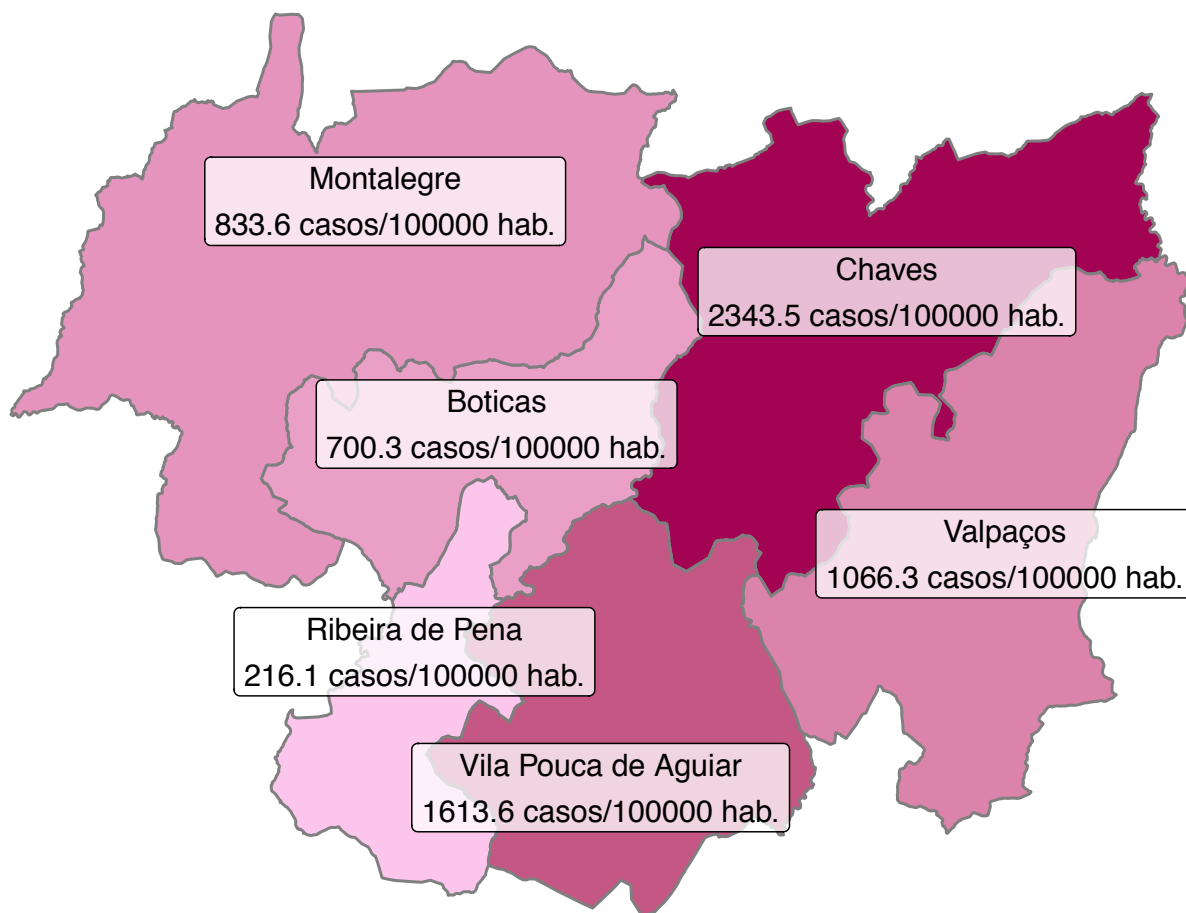 Montalegre
833.6 casos/100000 hab.
Chaves
2343.5 casos/100000 hab.
Boticas
700.3 casos/100000 hab.
Valpaços
1066.3 casos/100000 hab.
Ribeira de Pena
216.1 casos/100000 hab.
Vila Pouca de Aguiar
1613.6 casos/100000 hab.